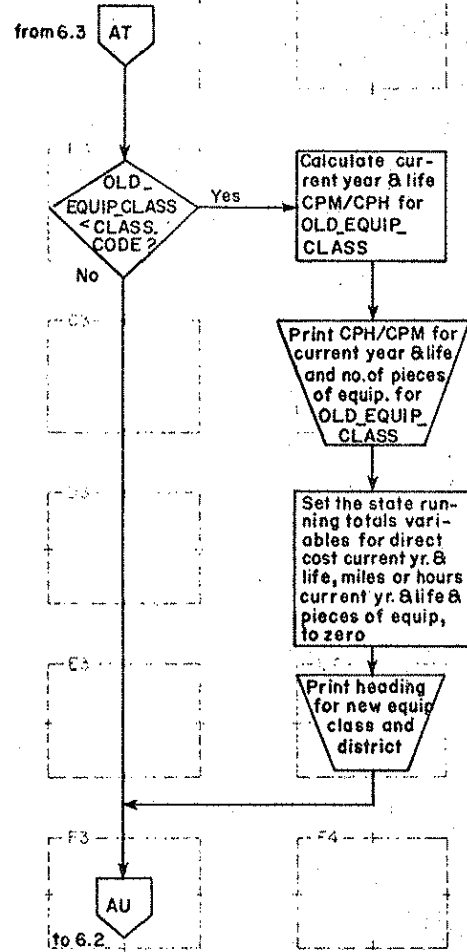 from 6.3
AT
OLD_
EQUIP_CLASS
< CLASS.
CODE ?
Yes
No
Calculate cur-
rent year & life
CPM/CPH for
OLD_EQUIP_
CLASS
Print CPH/CPM for
current year & life
and no. of pieces
of equip. for
OLD_EQUIP_
CLASS
Set the state run-
ning totals vari-
ables for direct
cost current yr. &
life, miles or hours
current yr. & life &
pieces of equip,
to zero
E3
Print heading
for new equip
class and
district
F3
F4
AU
to 6.2